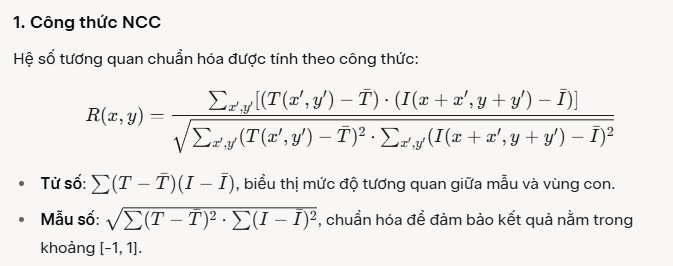 1. Công thức NCC
Hệ số tương quan chuẩn hóa được tính theo công thức:
R(x, y) = \frac{\sum_{x',y'}[(T(x', y') - \bar{T}) \cdot (I(x + x', y + y') - \bar{I})]}{\sqrt{\sum_{x',y'}(T(x', y') - \bar{T})^2 \cdot \sum_{x',y'}(I(x + x', y + y') - \bar{I})^2}}
• Tử số: \sum(T - \bar{T})(I - \bar{I}), biểu thị mức độ tương quan giữa mẫu và vùng con.
• Mẫu số: \sqrt{\sum(T - \bar{T})^2 \cdot \sum(I - \bar{I})^2}, chuẩn hóa để đảm bảo kết quả nằm trong
khoảng [-1, 1].